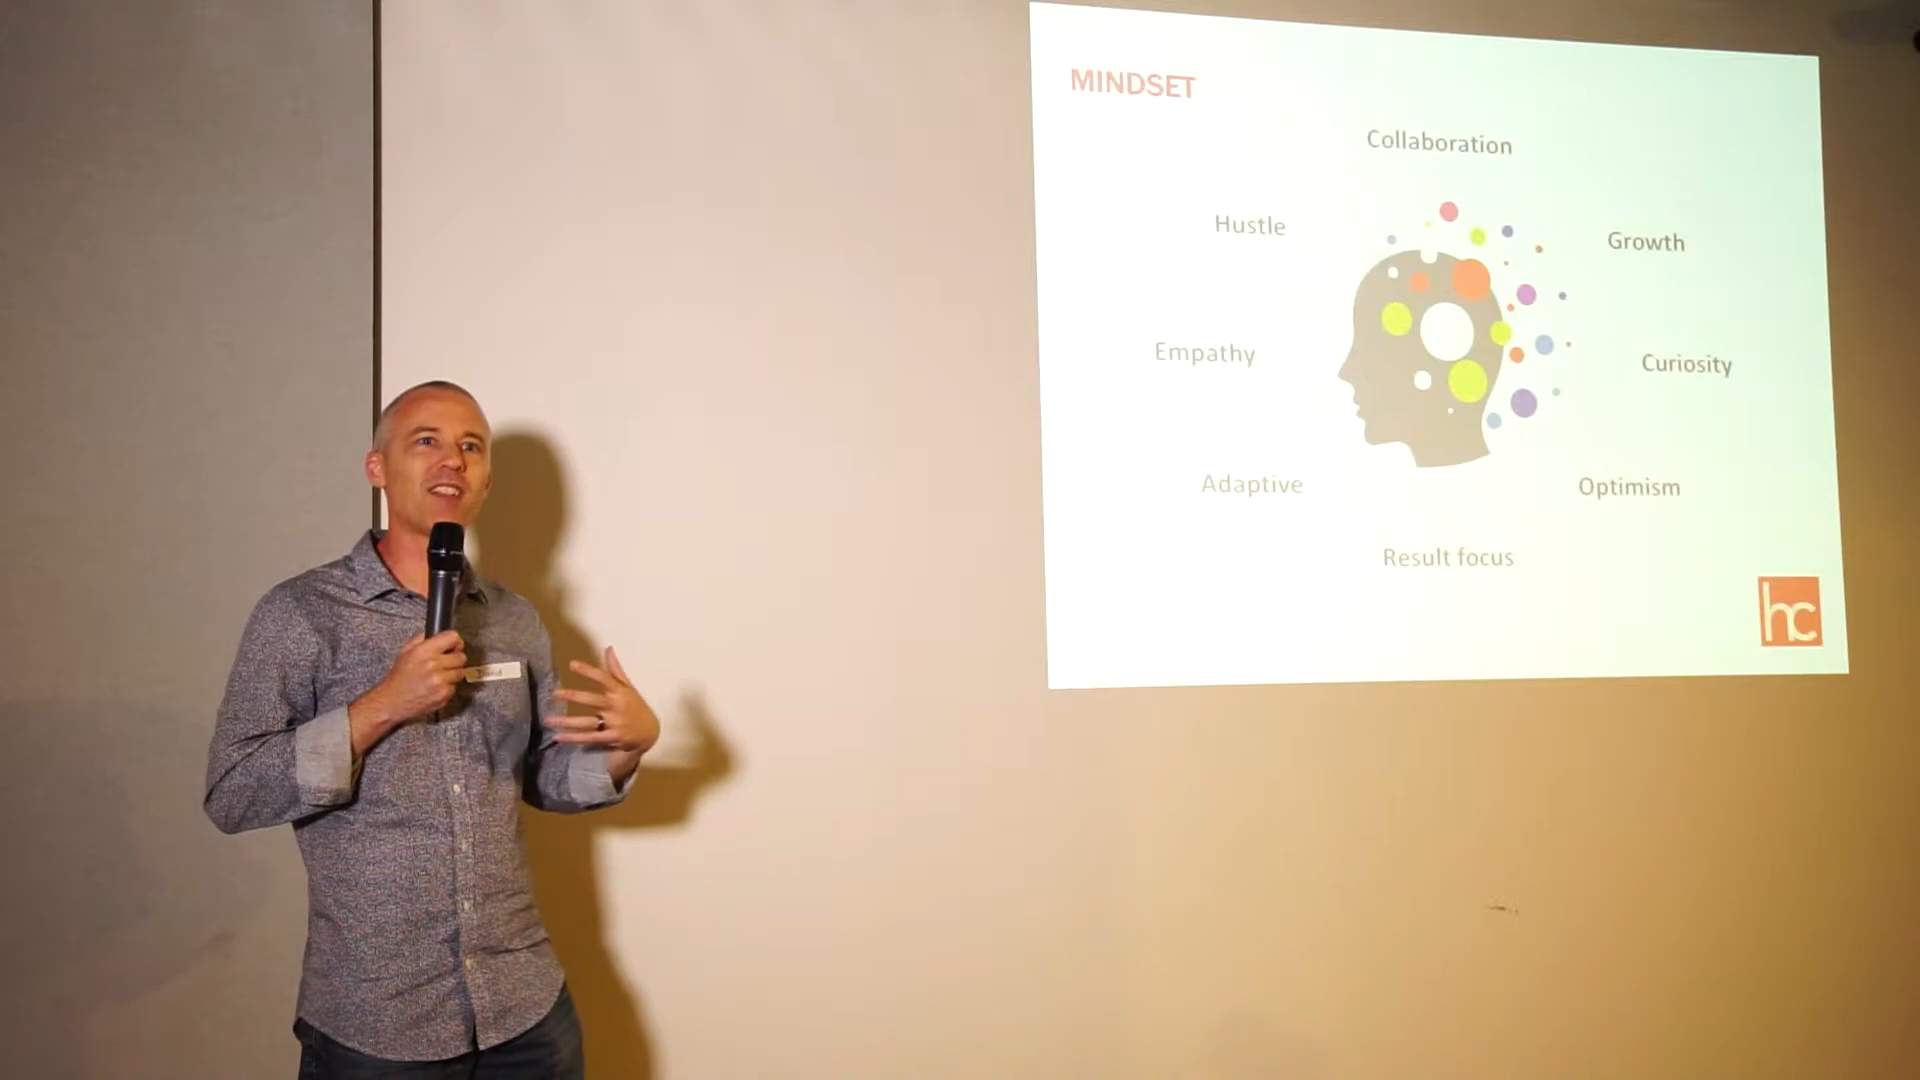 MINDSET
Collaboration
Hustle
Growth
Empathy
Curiosity
Adaptive
Optimism
Result focus
hc